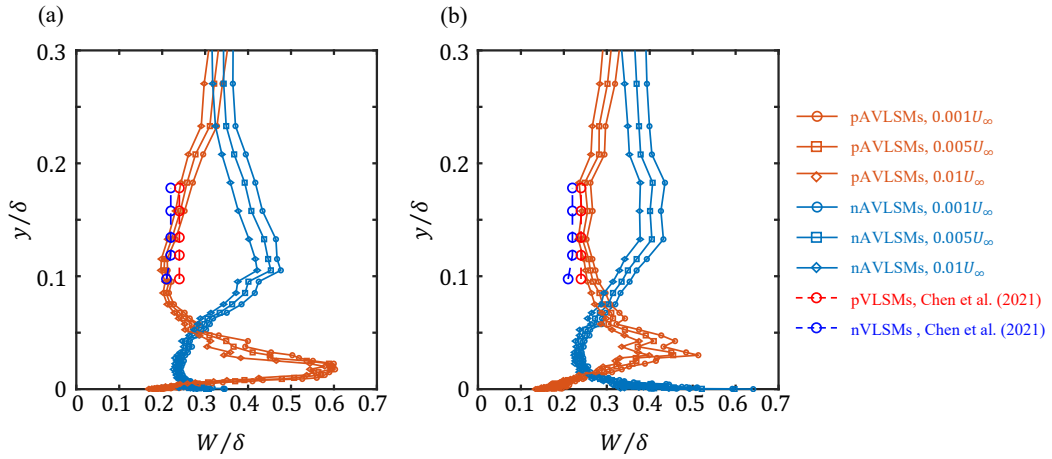 (a)
(b)
0.3
0.2
0.1
0
y/δ
0 0.1 0.2 0.3 0.4 0.5 0.6 0.7
W/δ
0.3
0.2
0.1
0
y/δ
0 0.1 0.2 0.3 0.4 0.5 0.6 0.7
W/δ
pAVLSMs, 0.001U∞
pAVLSMs, 0.005U∞
pAVLSMs, 0.01U∞
nAVLSMs, 0.001U∞
nAVLSMs, 0.005U∞
nAVLSMs, 0.01U∞
pVLSMs, Chen et al. (2021)
nVLSMs , Chen et al. (2021)